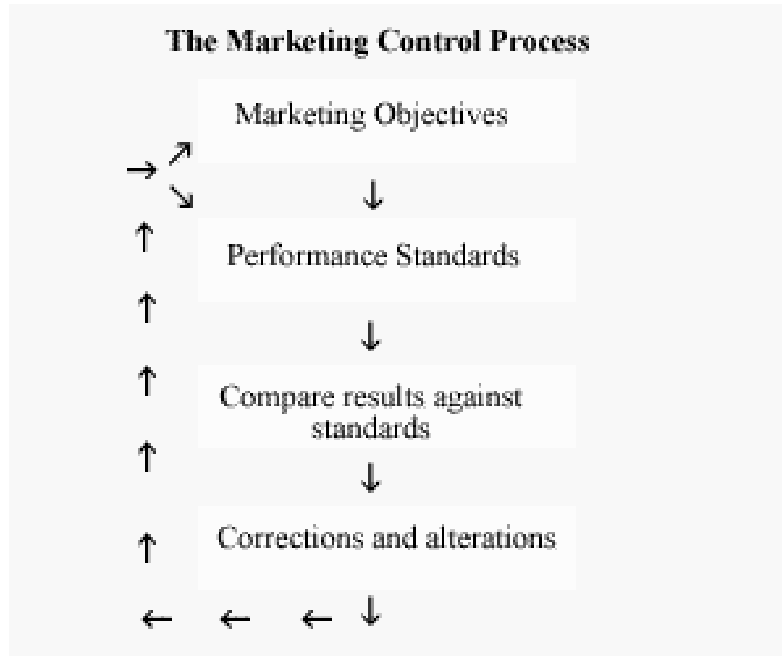 The Marketing Control Process
Marketing Objectives
Performance Standards
Compare results against
standards
Corrections and alterations